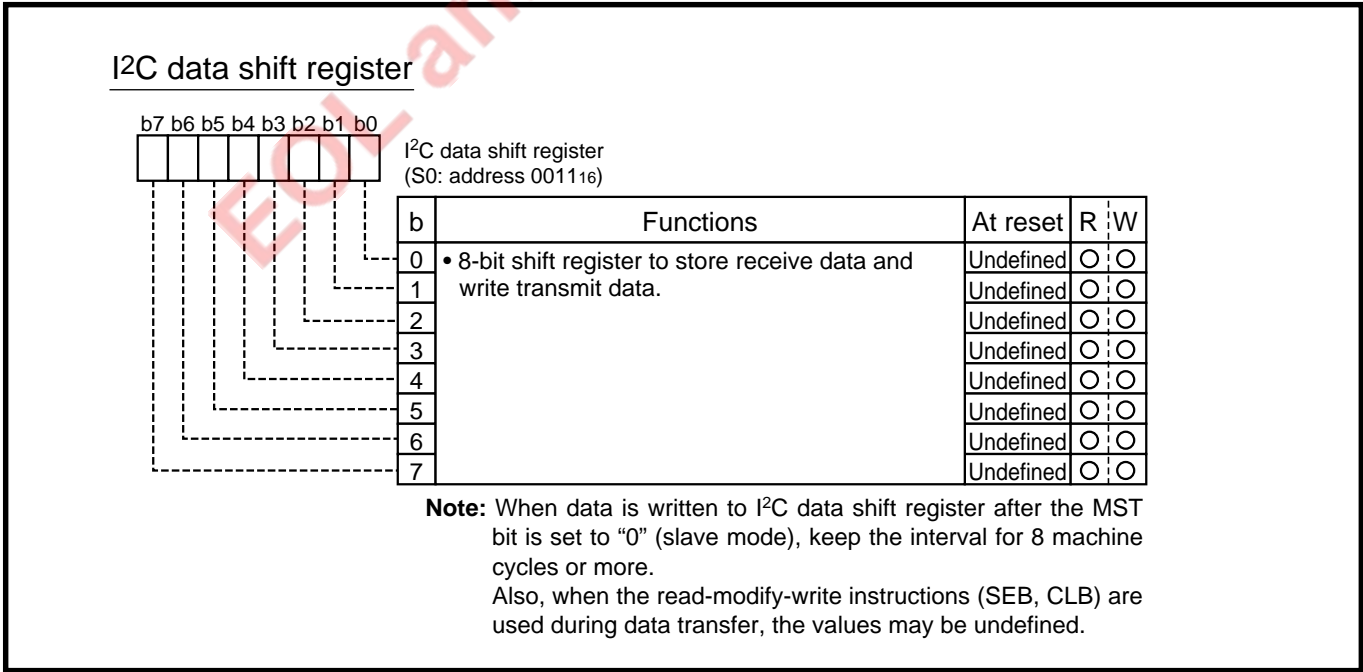 I2C data shift register
b7 b6 b5 b4 b3 b2 b1 b0
I2C data shift register
(S0: address 001116)
b Functions At reset R W
0 • 8-bit shift register to store receive data and Undefined O O
1 write transmit data. Undefined O O
2 Undefined O O
3 Undefined O O
4 Undefined O O
5 Undefined O O
6 Undefined O O
7 Undefined O O
Note: When data is written to I2C data shift register after the MST
bit is set to “0” (slave mode), keep the interval for 8 machine
cycles or more.
Also, when the read-modify-write instructions (SEB, CLB) are
used during data transfer, the values may be undefined.
EOL an